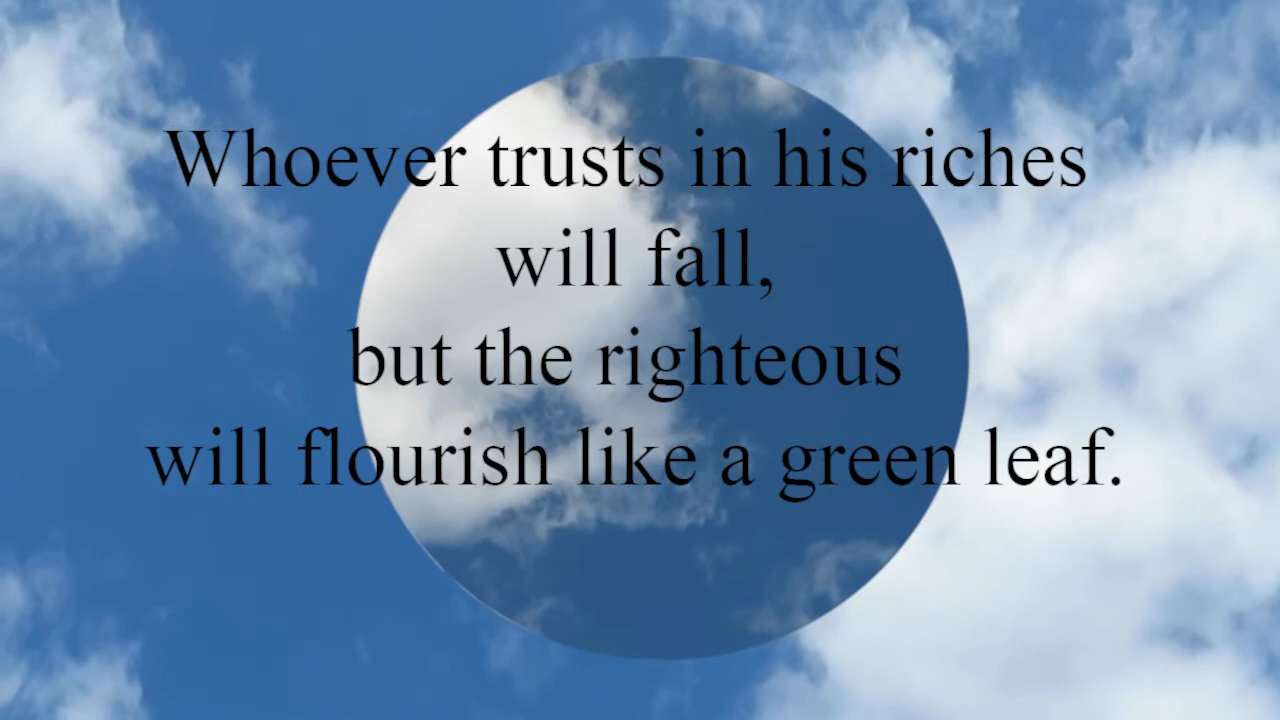 Whoever trusts in his riches
will fall,
but the righteous
will flourish like a green leaf.